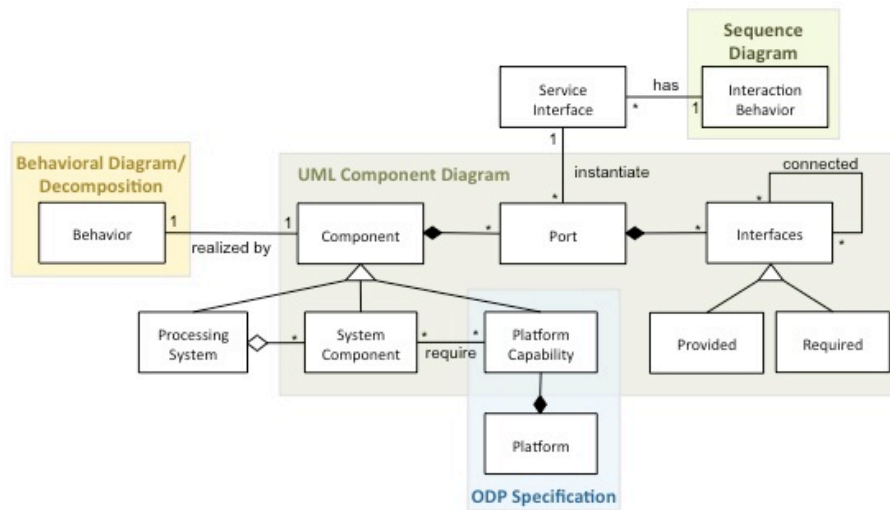 Sequence
Diagram
Service
Interface
has
*
1
Interaction
Behavior
1
instantiate
*
Behavioral Diagram/
Decomposition
UML Component Diagram
connected
*
*
Behavior
1
realized by
1
Component
*
Port
*
Interfaces
Processing
System
*
System
Component
*
require
*
Platform
Capability
Provided
Required
Platform
ODP Specification